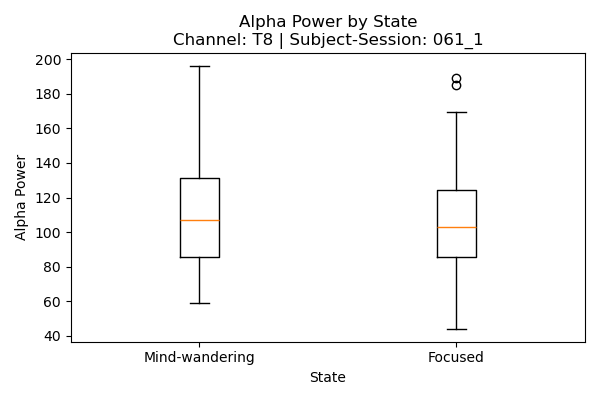 Alpha Power by State
Channel: T8 | Subject-Session: 061_1
Alpha Power
200
180
160
140
120
100
80
60
40
Mind-wandering
Focused
State